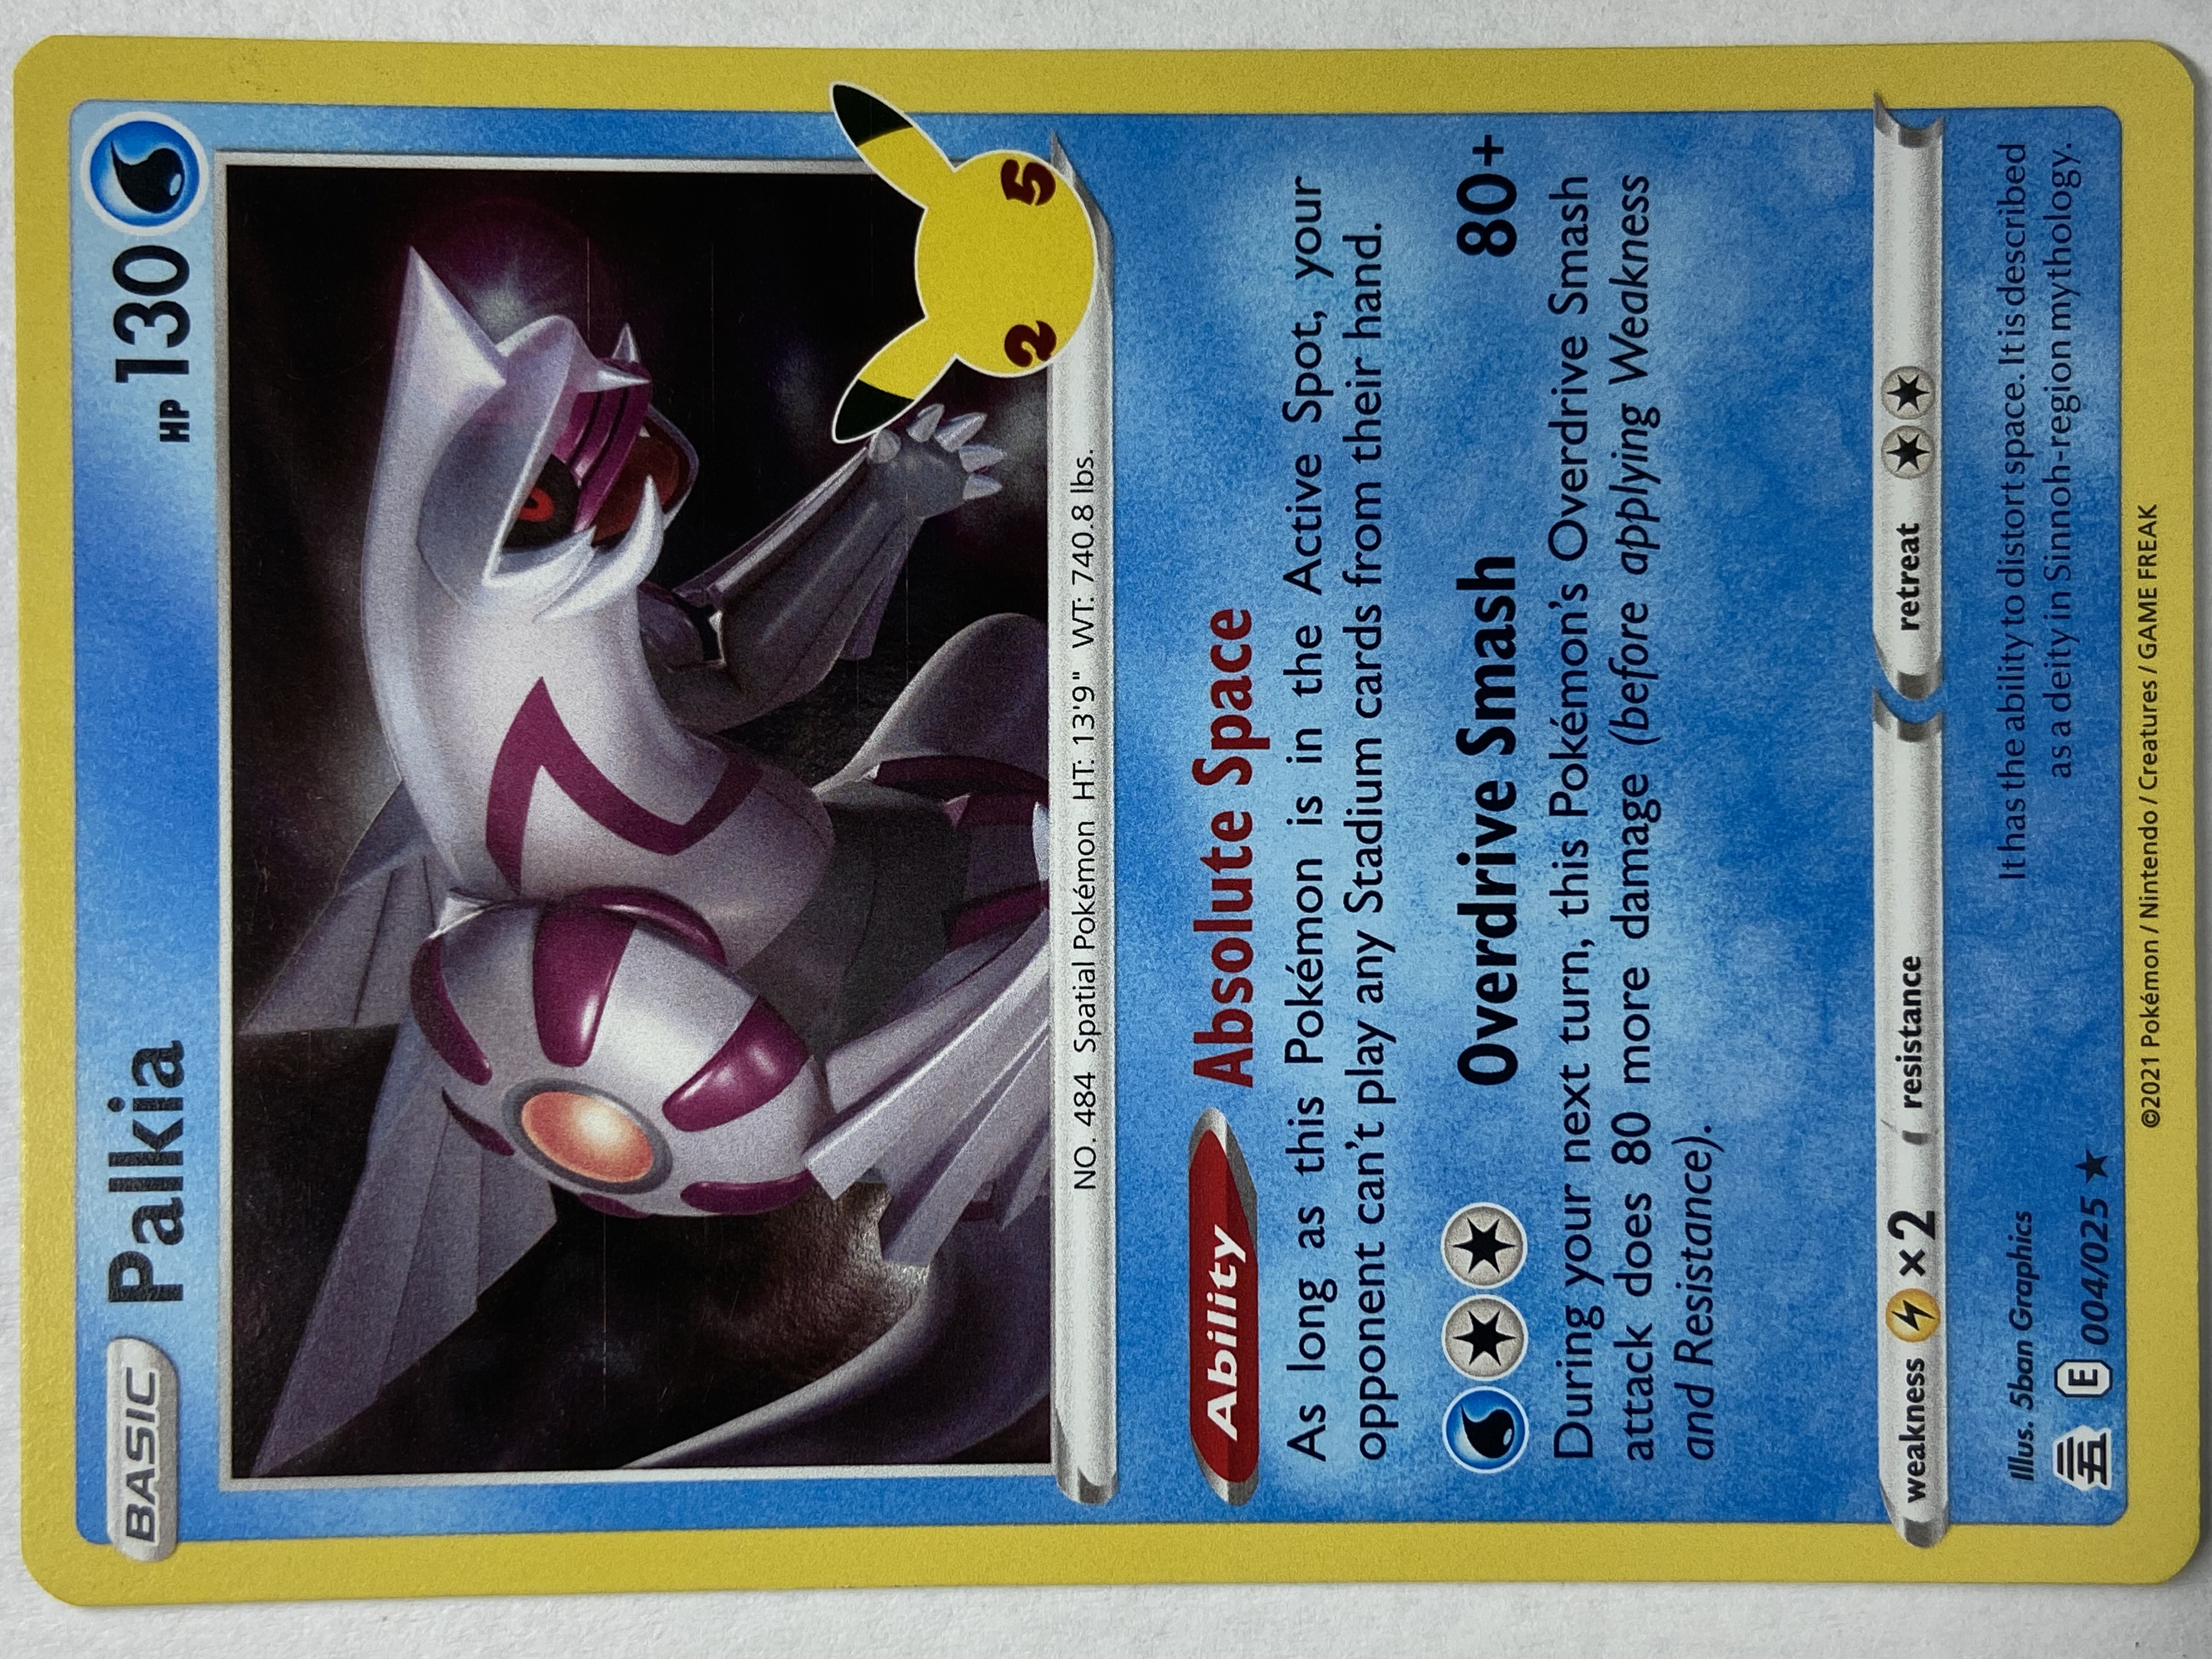 BASIC Palkia HP 130
2 5
NO. 484 Spatial Pokémon HT: 13'9" WT: 740.8 lbs.
Ability Absolute Space
As long as this Pokémon is in the Active Spot, your
opponent can't play any Stadium cards from their hand.
Overdrive Smash 80+
During your next turn, this Pokémon's Overdrive Smash
attack does 80 more damage (before applying Weakness
and Resistance).
weakness ×2 resistance retreat
Illus. 5ban Graphics
It has the ability to distort space. It is described
as a deity in Sinnoh-region mythology.
E 004/025 ★
©2021 Pokémon / Nintendo / Creatures / GAME FREAK